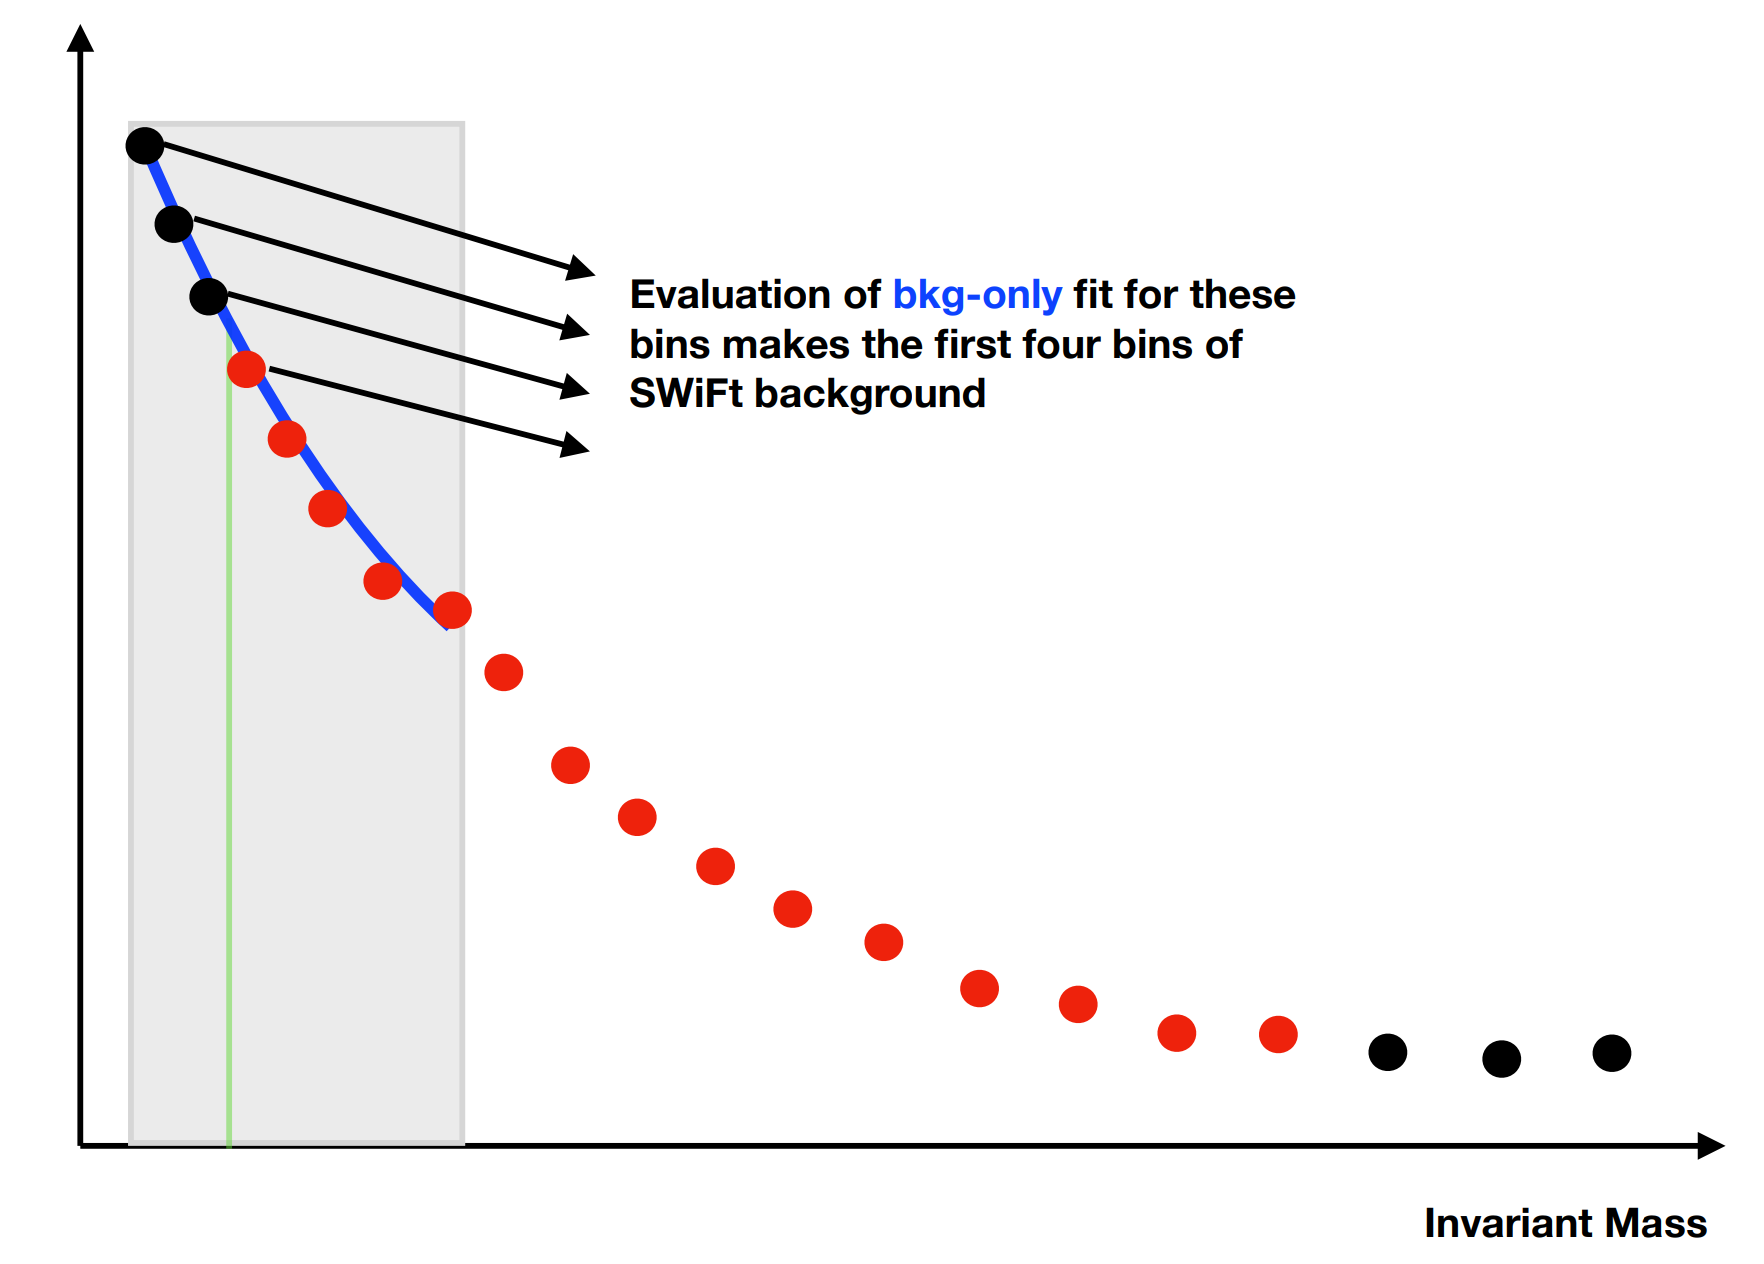 Evaluation of bkg-only fit for these
bins makes the first four bins of
SWiFt background
Invariant Mass